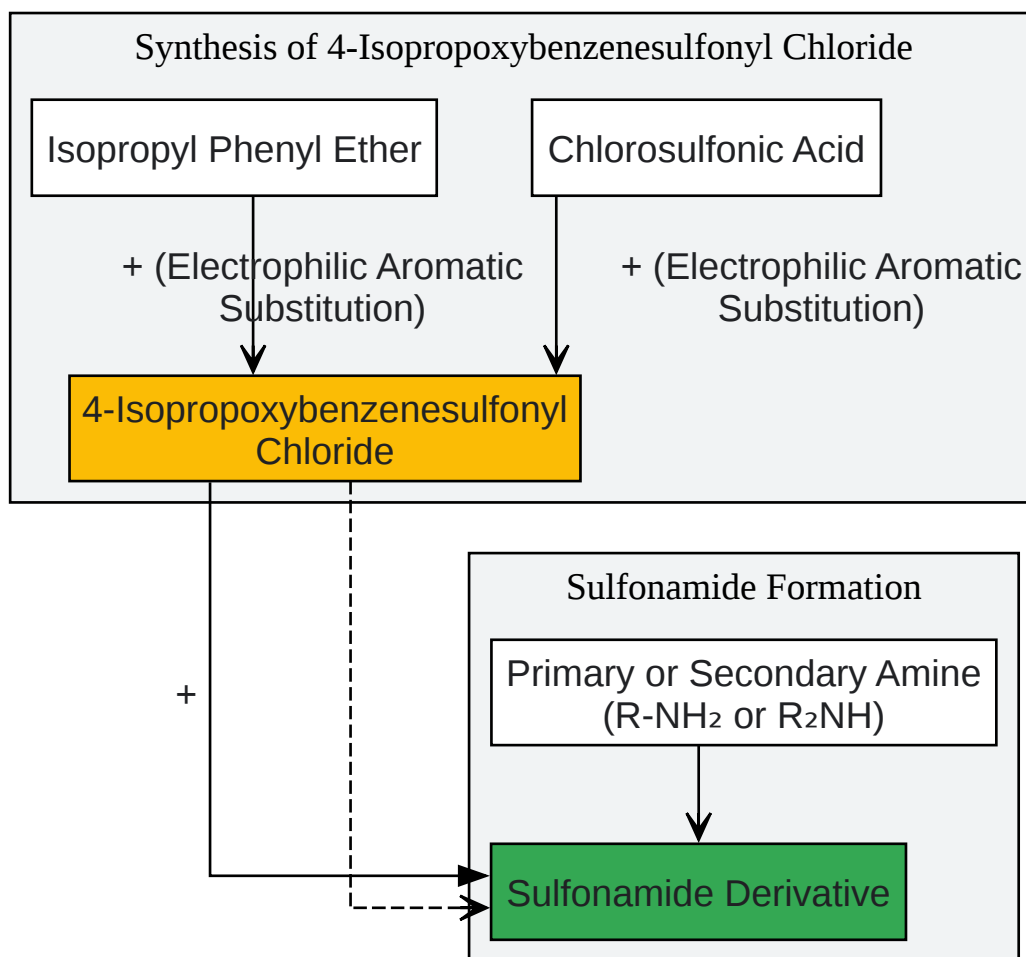 Synthesis of 4-Isopropoxybenzenesulfonyl Chloride
Isopropyl Phenyl Ether
Chlorosulfonic Acid
+ (Electrophilic Aromatic
Substitution)
+ (Electrophilic Aromatic
Substitution)
4-Isopropoxybenzenesulfonyl
Chloride
Sulfonamide Formation
Primary or Secondary Amine
(R-NH₂ or R₂NH)
+
Sulfonamide Derivative